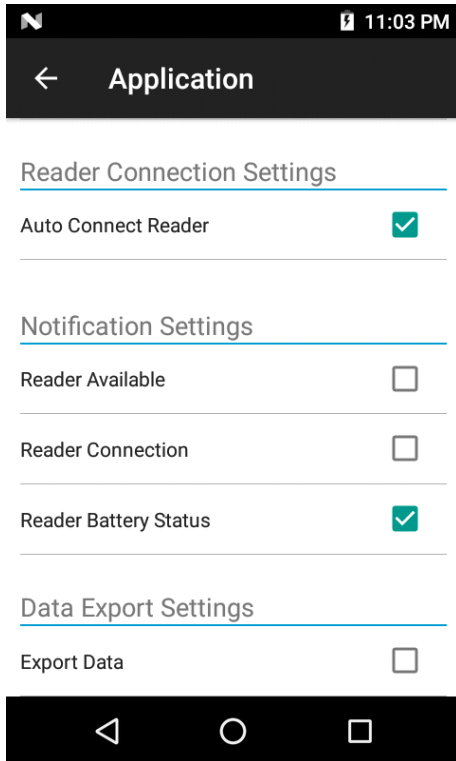 11:03 PM
Application
Reader Connection Settings
Auto Connect Reader
Notification Settings
Reader Available
Reader Connection
Reader Battery Status
Data Export Settings
Export Data